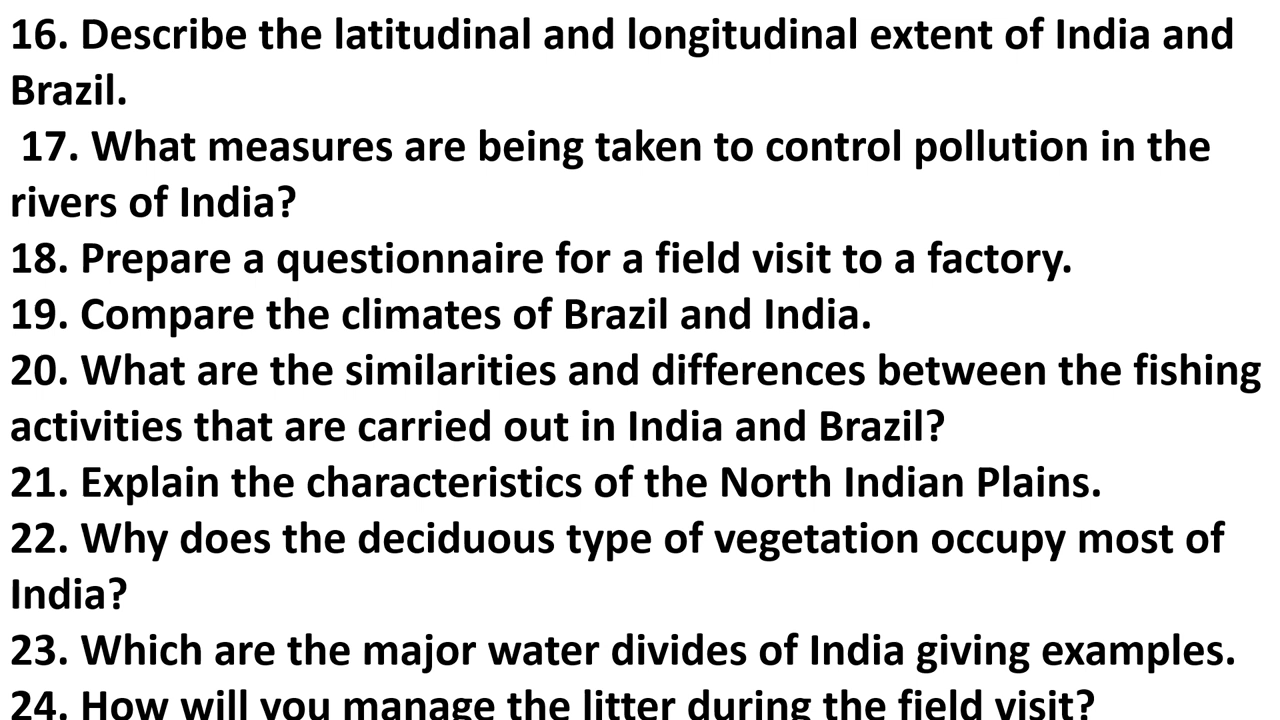 16. Describe the latitudinal and longitudinal extent of India and
Brazil.
17. What measures are being taken to control pollution in the
rivers of India?
18. Prepare a questionnaire for a field visit to a factory.
19. Compare the climates of Brazil and India.
20. What are the similarities and differences between the fishing
activities that are carried out in India and Brazil?
21. Explain the characteristics of the North Indian Plains.
22. Why does the deciduous type of vegetation occupy most of
India?
23. Which are the major water divides of India giving examples.
24. How will you manage the litter during the field visit?